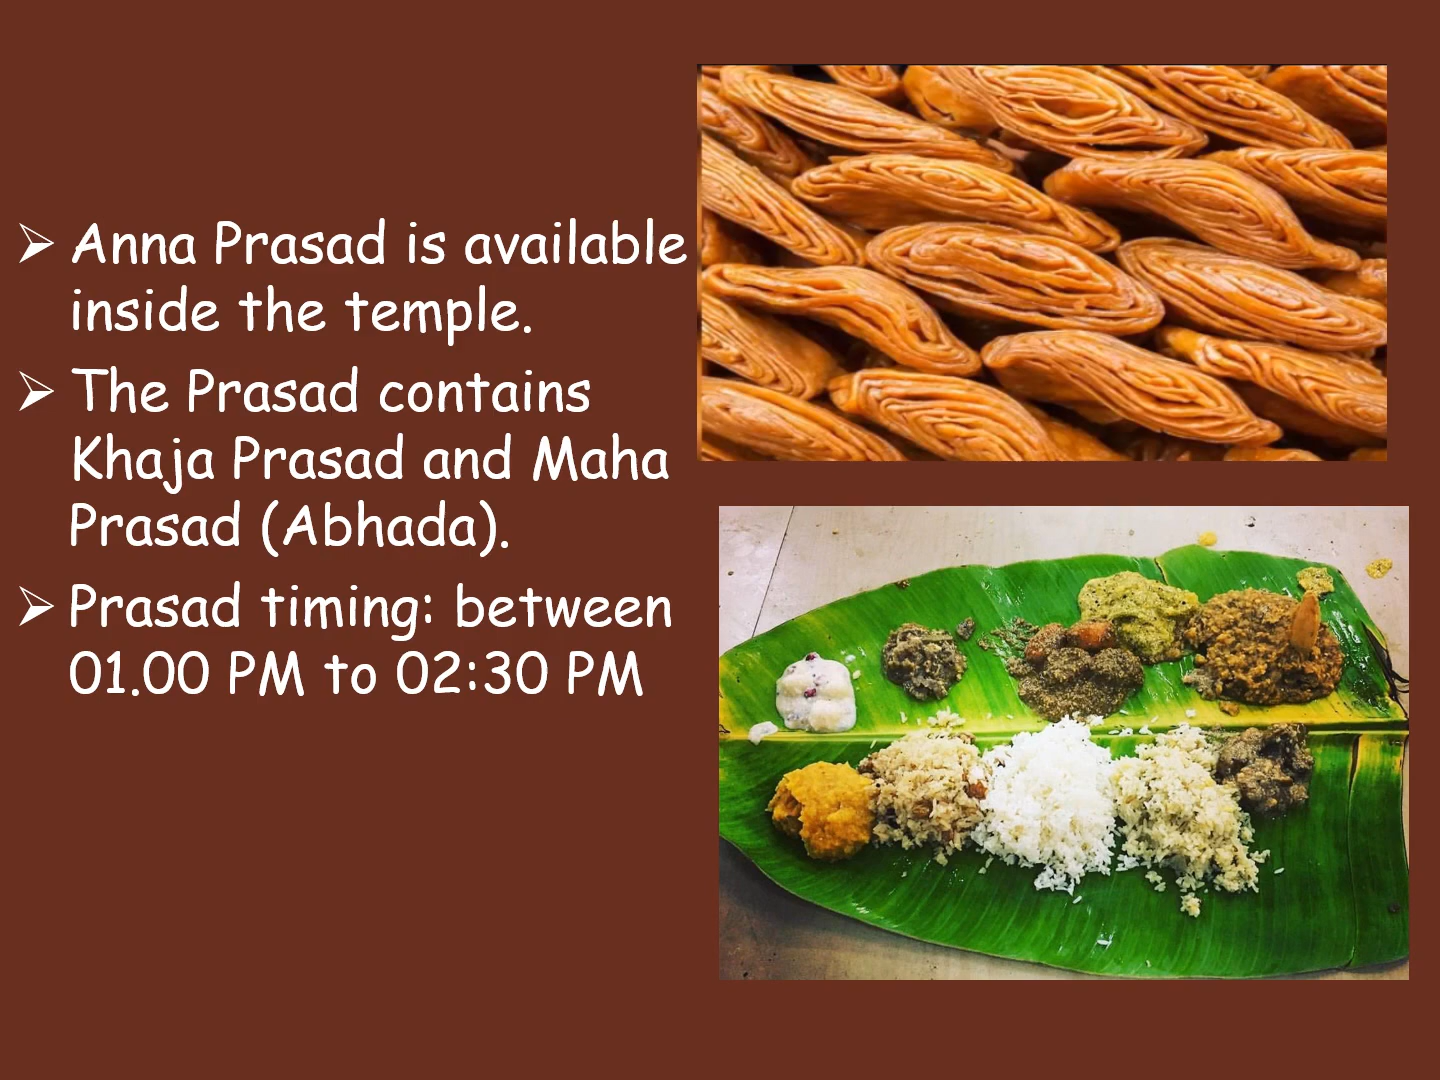 ➢ Anna Prasad is available
inside the temple.
➢ The Prasad contains
Khaja Prasad and Maha
Prasad (Abhada).
➢ Prasad timing: between
01.00 PM to 02:30 PM